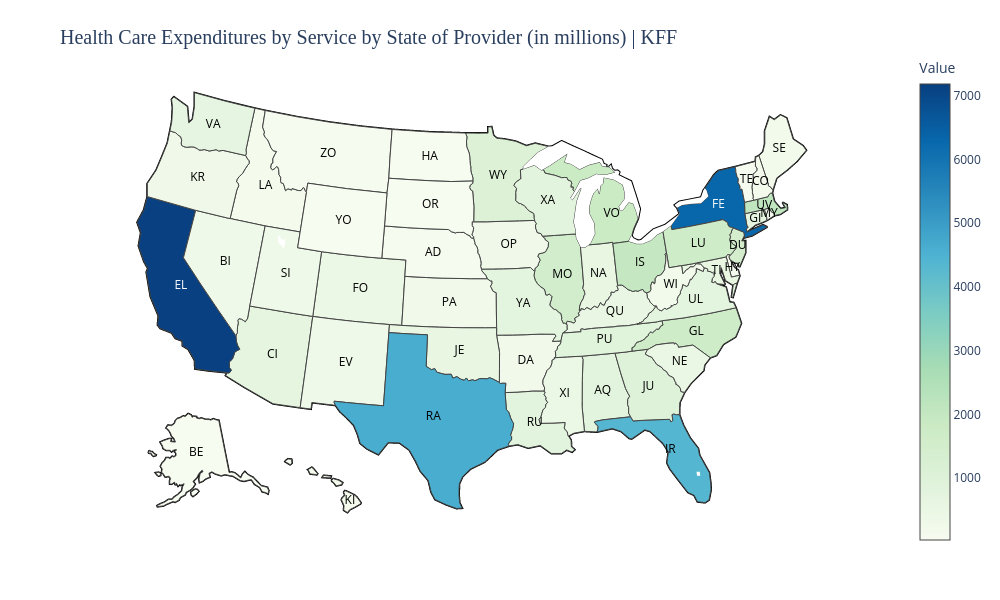 Health Care Expenditures by Service by State of Provider (in millions) | KFF
Value
7000
6000
5000
4000
3000
2000
1000
VA
ZO
HA
SE
KR
LA
WY
TE
CO
YO
OR
XA
VO
FE
UV
MY
GI
BI
SI
AD
OP
LU
DU
EL
FO
PA
MO
NA
IS
TI
HY
WI
YA
QU
UL
CI
EV
JE
DA
PU
GL
NE
RA
XI
AQ
JU
RU
IR
BE
KI